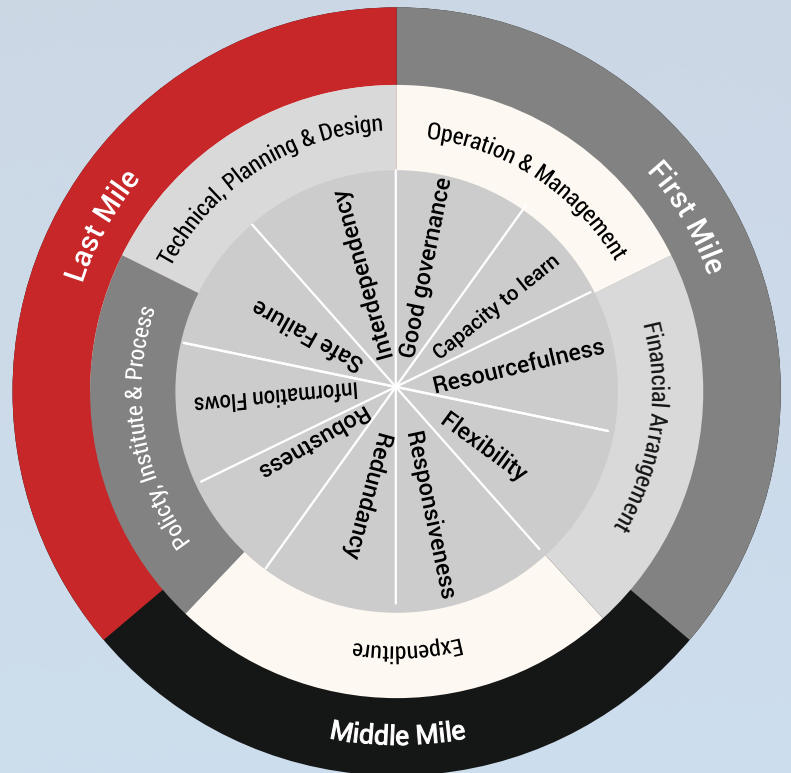 Last Mile
First Mile
Middle Mile
Technical, Planning & Design
Operation & Management
Financial Arrangement
Expenditure
Policty, Institute & Process
Interdependency
Good governance
Capacity to learn
Resourcefulness
Flexibility
Responsiveness
Redundancy
Robustness
Information Flows
Safe Failure